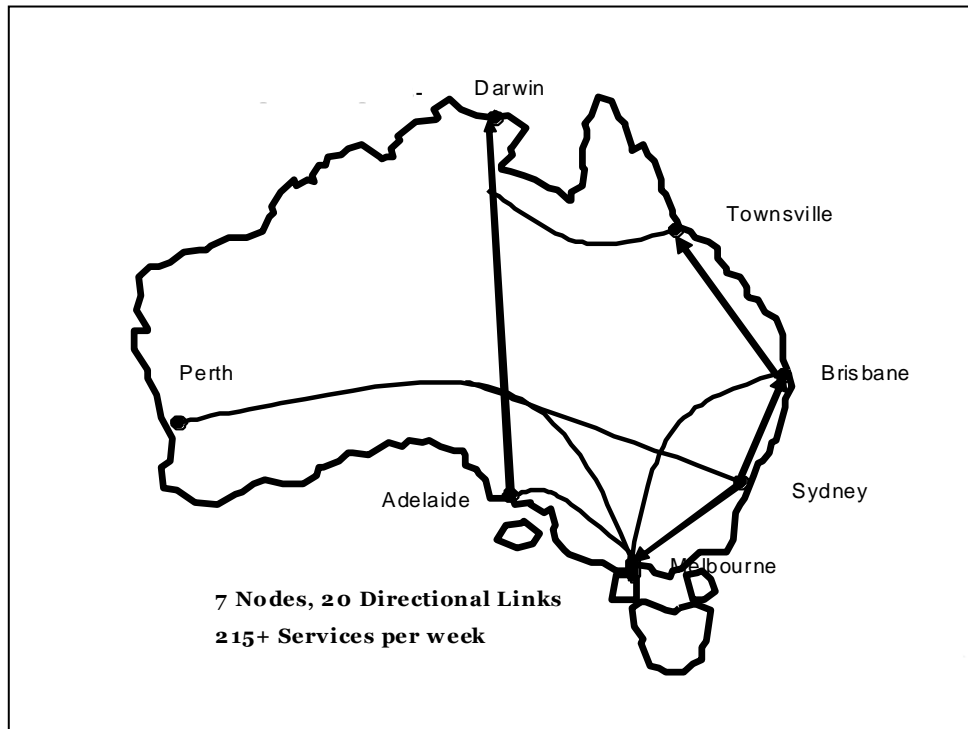 Darwin
Townsville
Perth
Brisbane
Adelaide
Sydney
Melbourne
7 Nodes, 20 Directional Links
215+ Services per week